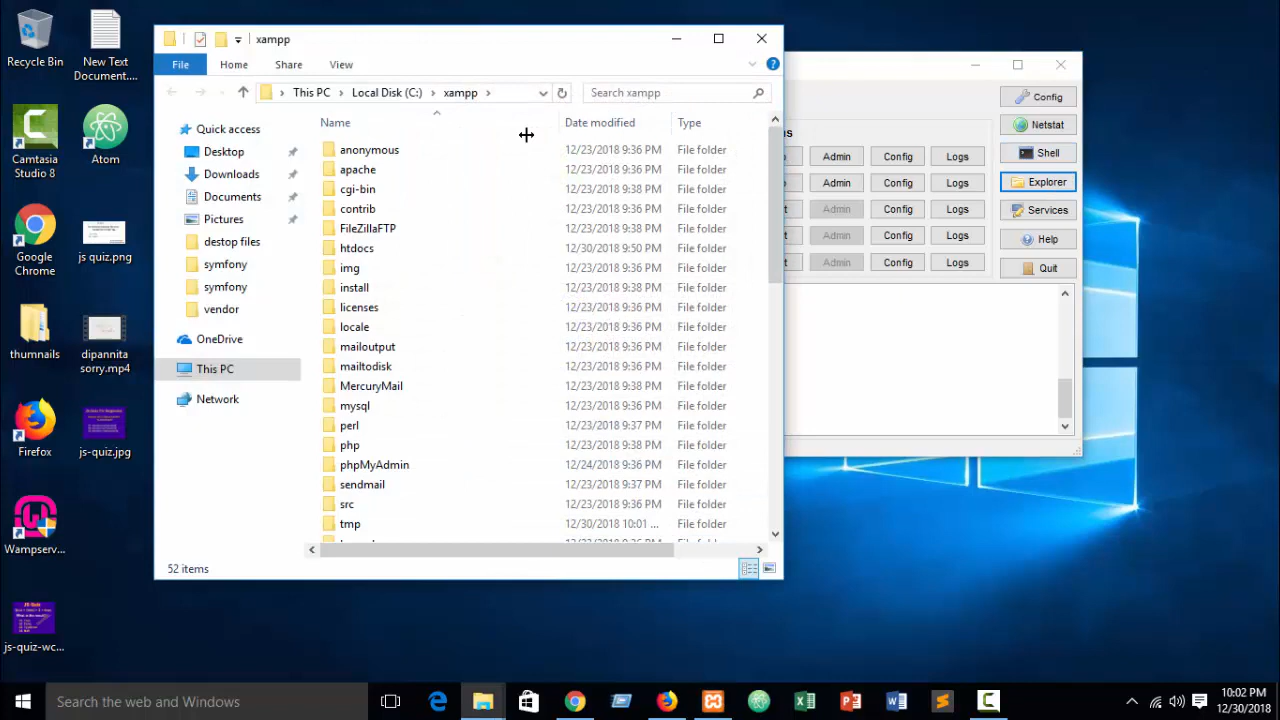 Recycle Bin
New Text Document....
Camtasia Studio 8
Atom
Google Chrome
js quiz.png
thumnails
dipannita sorry.mp4
Firefox
js-quiz.jpg
Wampserv...
js-quiz-wc...
xampp
File Home Share View
This PC Local Disk (C:) xampp
Search xampp
Quick access
Desktop
Downloads
Documents
Pictures
destop files
symfony
symfony
vendor
OneDrive
This PC
Network
Name Date modified Type
anonymous 12/23/2018 9:36 PM File folder
apache 12/23/2018 9:36 PM File folder
cgi-bin 12/23/2018 9:38 PM File folder
contrib 12/23/2018 9:36 PM File folder
FileZillaFTP 12/23/2018 9:38 PM File folder
htdocs 12/30/2018 9:50 PM File folder
img 12/23/2018 9:36 PM File folder
install 12/23/2018 9:38 PM File folder
licenses 12/23/2018 9:36 PM File folder
locale 12/23/2018 9:36 PM File folder
mailoutput 12/23/2018 9:36 PM File folder
mailtodisk 12/23/2018 9:36 PM File folder
MercuryMail 12/23/2018 9:38 PM File folder
mysql 12/23/2018 9:36 PM File folder
perl 12/23/2018 9:37 PM File folder
php 12/23/2018 9:38 PM File folder
phpMyAdmin 12/24/2018 9:36 PM File folder
sendmail 12/23/2018 9:37 PM File folder
src 12/23/2018 9:36 PM File folder
tmp 12/30/2018 10:01 ... File folder
52 items
Admin Config Logs
Admin Config Logs
Admin Config Logs
Admin Config Logs
Admin Config Logs
Config
Netstat
Shell
Explorer
Services
Help
Quit
Search the web and Windows
10:02 PM
12/30/2018